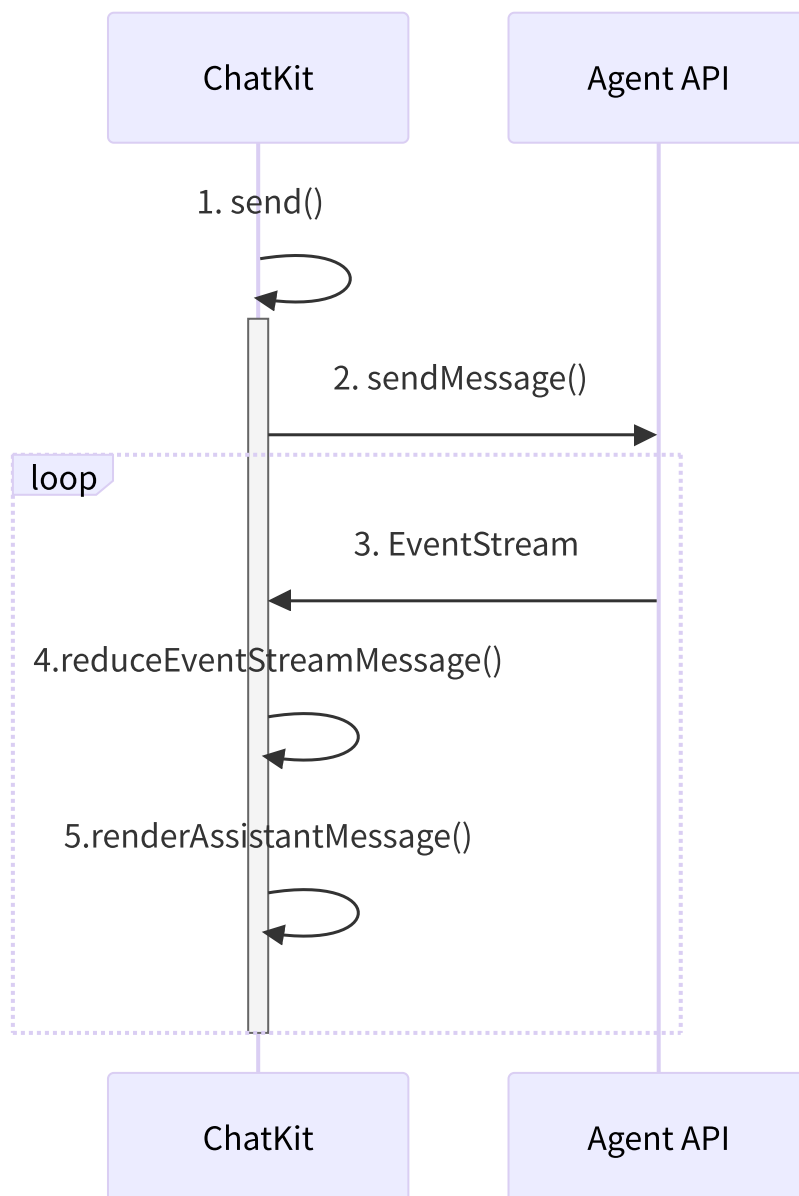 ChatKit
Agent API
1. send()
2. sendMessage()
loop
3. EventStream
4.reduceEventStreamMessage()
5.renderAssistantMessage()
ChatKit
Agent API